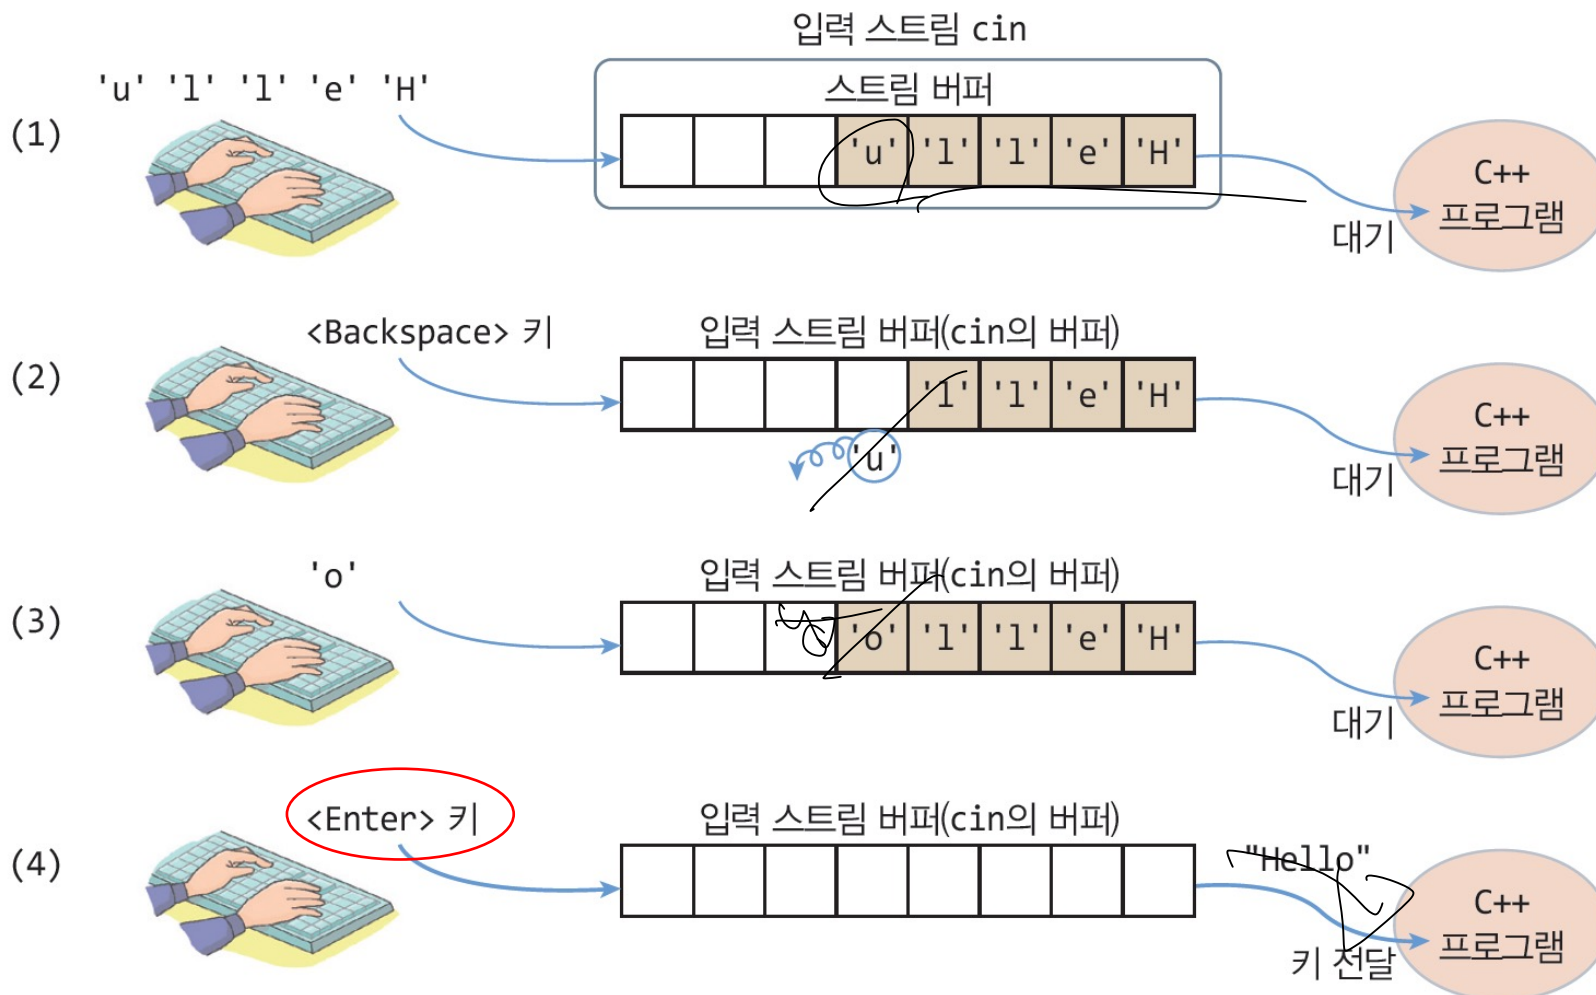 입력 스트림 cin
'u' 'l' 'l' 'e' 'H'
스트림 버퍼
(1)
'u' 'l' 'l' 'e' 'H'
대기
C++
프로그램
<Backspace> 키
입력 스트림 버퍼(cin의 버퍼)
(2)
'l' 'l' 'e' 'H'
'u'
대기
C++
프로그램
'o'
입력 스트림 버퍼(cin의 버퍼)
(3)
'o' 'l' 'l' 'e' 'H'
대기
C++
프로그램
<Enter> 키
입력 스트림 버퍼(cin의 버퍼)
(4)
"Hello"
키 전달
C++
프로그램